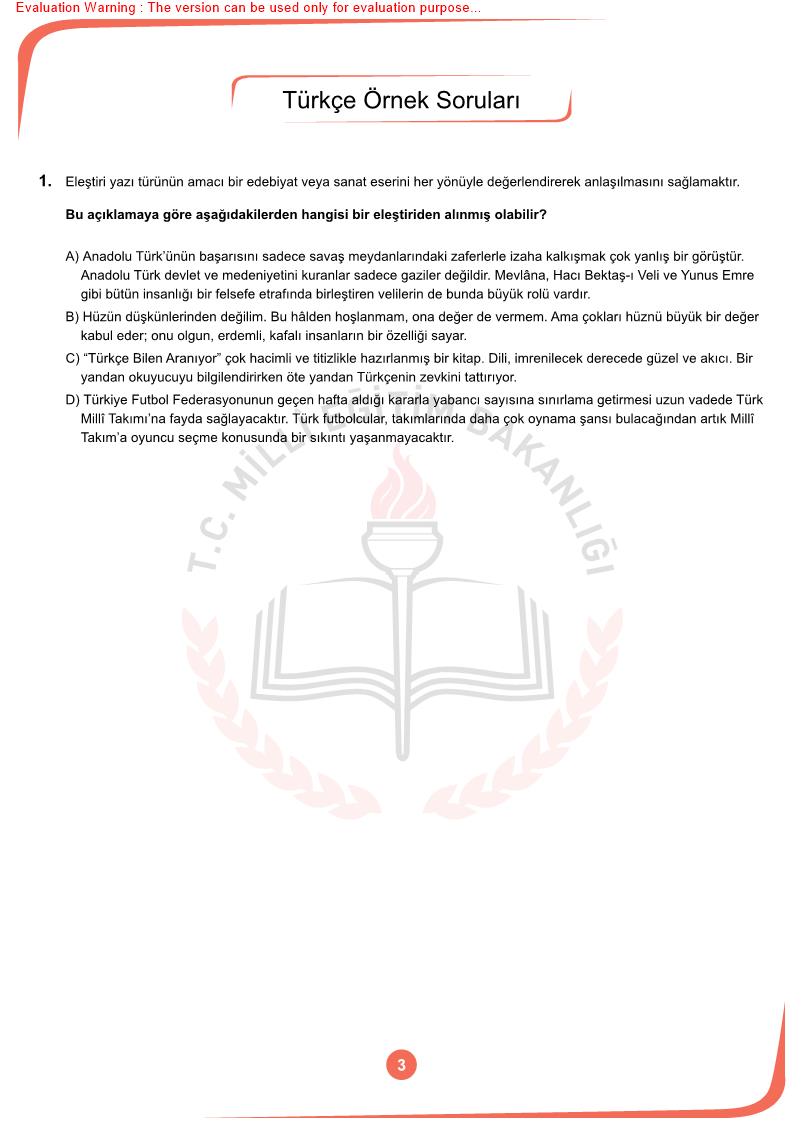 Evaluation Warning : The version can be used only for evaluation purpose...
Türkçe Örnek Soruları
1. Eleştiri yazı türünün amacı bir edebiyat veya sanat eserini her yönüyle değerlendirerek anlaşılmasını sağlamaktır.
Bu açıklamaya göre aşağıdakilerden hangisi bir eleştiriden alınmış olabilir?
A) Anadolu Türk’ünün başarısını sadece savaş meydanlarındaki zaferlerle izaha kalkışmak çok yanlış bir görüştür.
Anadolu Türk devlet ve medeniyetini kuranlar sadece gaziler değildir. Mevlâna, Hacı Bektaş-ı Veli ve Yunus Emre
gibi bütün insanlığı bir felsefe etrafında birleştiren velilerin de bunda büyük rolü vardır.
B) Hüzün düşkünlerinden değilim. Bu hâlden hoşlanmam, ona değer de vermem. Ama çokları hüznü büyük bir değer
kabul eder; onu olgun, erdemli, kafalı insanların bir özelliği sayar.
C) “Türkçe Bilen Aranıyor” çok hacimli ve titizlikle hazırlanmış bir kitap. Dili, imrenilecek derecede güzel ve akıcı. Bir
yandan okuyucuyu bilgilendirirken öte yandan Türkçenin zevkini tattırıyor.
D) Türkiye Futbol Federasyonunun geçen hafta aldığı kararla yabancı sayısına sınırlama getirmesi uzun vadede Türk
Millî Takımı’na fayda sağlayacaktır. Türk futbolcular, takımlarında daha çok oynama şansı bulacağından artık Millî
Takım’a oyuncu seçme konusunda bir sıkıntı yaşanmayacaktır.
T.C. MİLLÎ EĞİTİM BAKANLIĞI
3